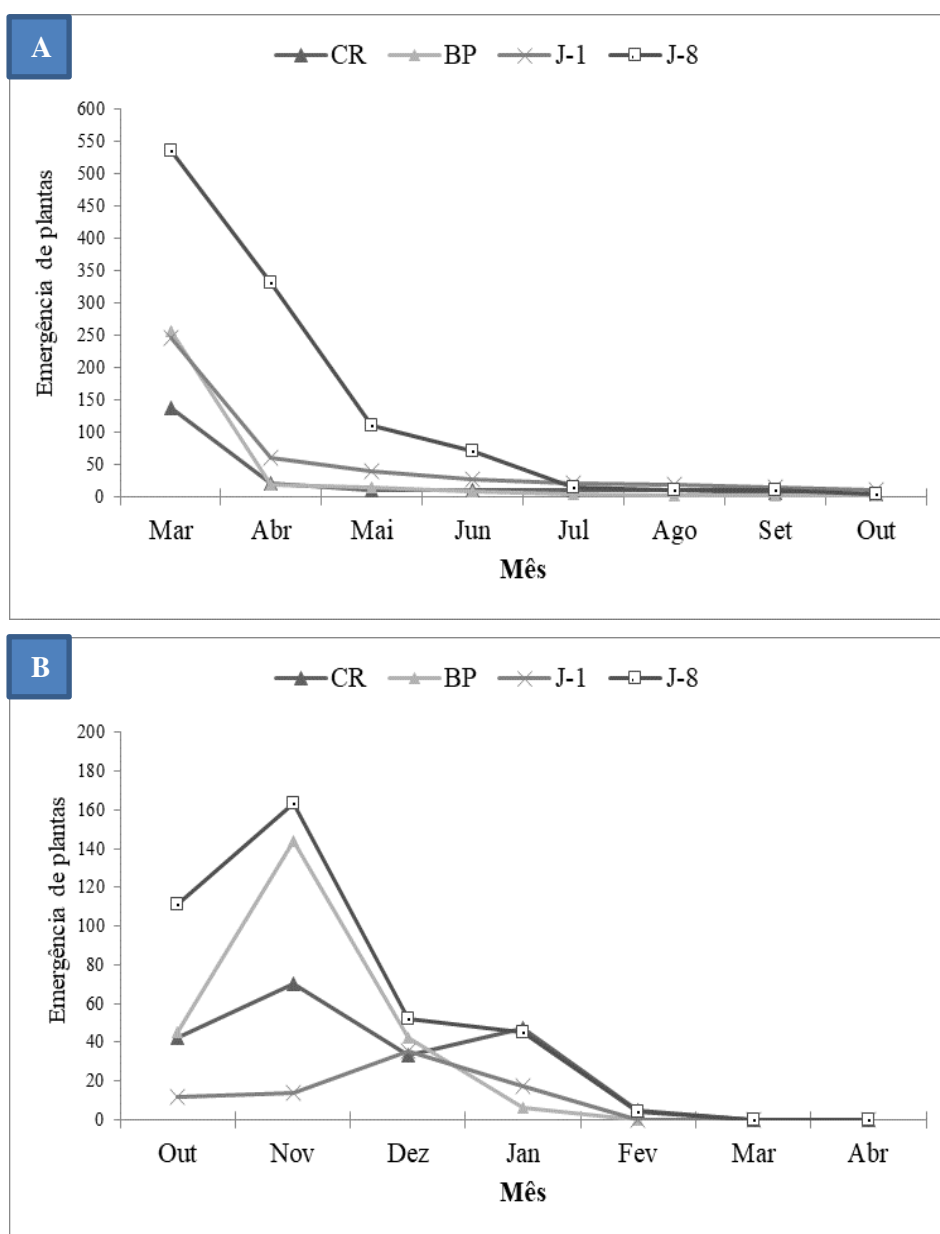 A
CR BP J-1 J-8
600
550
500
450
400
350
300
250
200
150
100
50
0
Emergência de plantas
Mar Abr Mai Jun Jul Ago Set Out
Mês
B
CR BP J-1 J-8
200
180
160
140
120
100
80
60
40
20
0
Emergência de plantas
Out Nov Dez Jan Fev Mar Abr
Mês